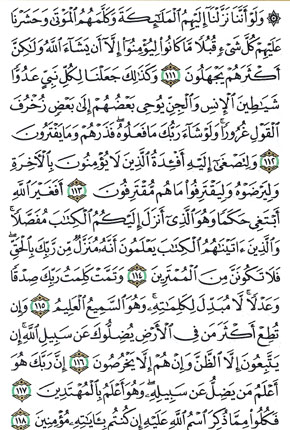 ۞ وَلَوْ أَنَّنَا نَزَّلْنَآ إِلَيْهِمُ ٱلْمَلَٰٓئِكَةَ وَكَلَّمَهُمُ ٱلْمَوْتَىٰ وَحَشَرْنَا
عَلَيْهِمْ كُلَّ شَىْءٍ قُبُلًا مَّا كَانُوا۟ لِيُؤْمِنُوٓا۟ إِلَّآ أَن يَشَآءَ ٱللَّهُ وَلَٰكِنَّ
أَكْثَرَهُمْ يَجْهَلُونَ ١١١ وَكَذَٰلِكَ جَعَلْنَا لِكُلِّ نَبِىٍّ عَدُوًّا
شَيَٰطِينَ ٱلْإِنسِ وَٱلْجِنِّ يُوحِى بَعْضُهُمْ إِلَىٰ بَعْضٍ زُخْرُفَ
ٱلْقَوْلِ غُرُورًا ۚ وَلَوْ شَآءَ رَبُّكَ مَا فَعَلُوهُ ۖ فَذَرْهُمْ وَمَا يَفْتَرُونَ
١١٢ وَلِتَصْغَىٰٓ إِلَيْهِ أَفْـِٔدَةُ ٱلَّذِينَ لَا يُؤْمِنُونَ بِٱلْءَاخِرَةِ
وَلِيَرْضَوْهُ وَلِيَقْتَرِفُوا۟ مَا هُم مُّقْتَرِفُونَ ١١٣ أَفَغَيْرَ ٱللَّهِ
أَبْتَغِى حَكَمًا وَهُوَ ٱلَّذِىٓ أَنزَلَ إِلَيْكُمُ ٱلْكِتَٰبَ مُفَصَّلًا ۚ
وَٱلَّذِينَ ءَاتَيْنَٰهُمُ ٱلْكِتَٰبَ يَعْلَمُونَ أَنَّهُۥ مُنَزَّلٌ مِّن رَّبِّكَ بِٱلْحَقِّ ۖ
فَلَا تَكُونَنَّ مِنَ ٱلْمُمْتَرِينَ ١١٤ وَتَمَّتْ كَلِمَتُ رَبِّكَ صِدْقًا
وَعَدْلًا ۚ لَّا مُبَدِّلَ لِكَلِمَٰتِهِۦ ۚ وَهُوَ ٱلسَّمِيعُ ٱلْعَلِيمُ ١١٥ وَإِن
تُطِعْ أَكْثَرَ مَن فِى ٱلْأَرْضِ يُضِلُّوكَ عَن سَبِيلِ ٱللَّهِ ۚ إِن
يَتَّبِعُونَ إِلَّا ٱلظَّنَّ وَإِنْ هُمْ إِلَّا يَخْرُصُونَ ١١٦ إِنَّ رَبَّكَ هُوَ
أَعْلَمُ مَن يَضِلُّ عَن سَبِيلِهِۦ ۖ وَهُوَ أَعْلَمُ بِٱلْمُهْتَدِينَ ١١٧
فَكُلُوا۟ مِمَّا ذُكِرَ ٱسْمُ ٱللَّهِ عَلَيْهِ إِن كُنتُم بِـَٔايَٰتِهِۦ مُؤْمِنِينَ ١١٨